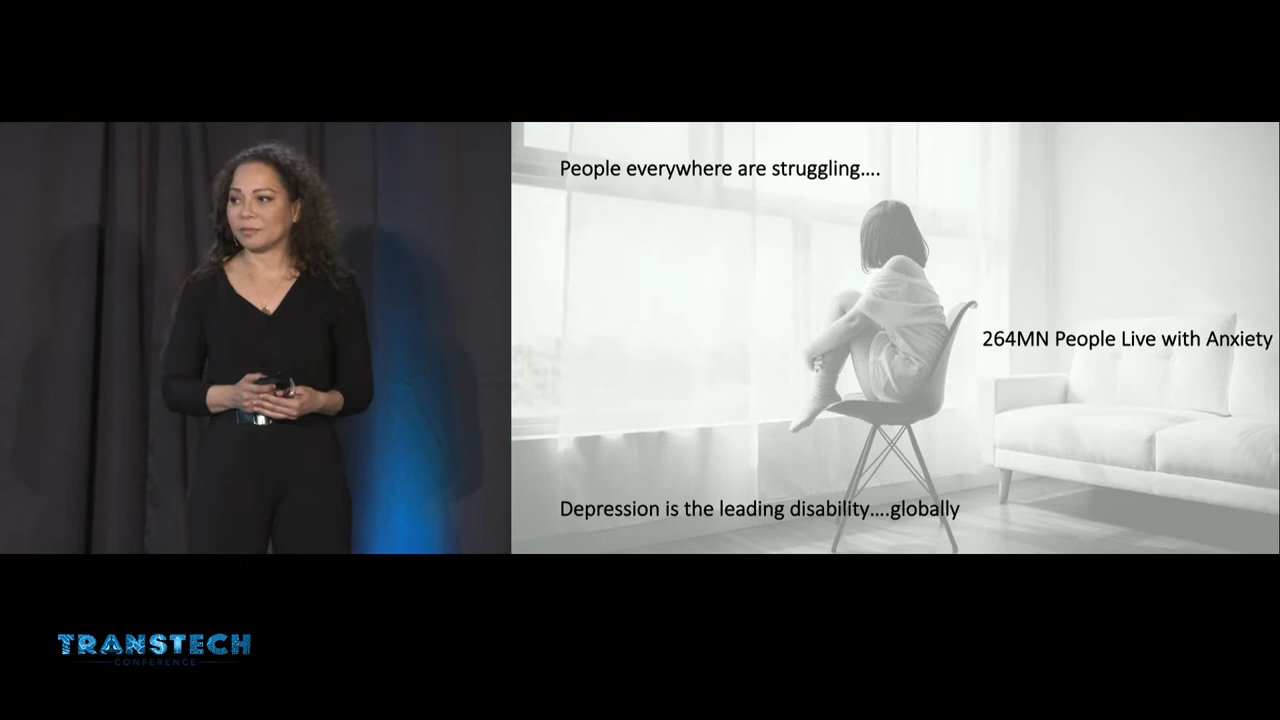 People everywhere are struggling....
264MN People Live with Anxiety
Depression is the leading disability....globally
TRANSTECH
CONFERENCE